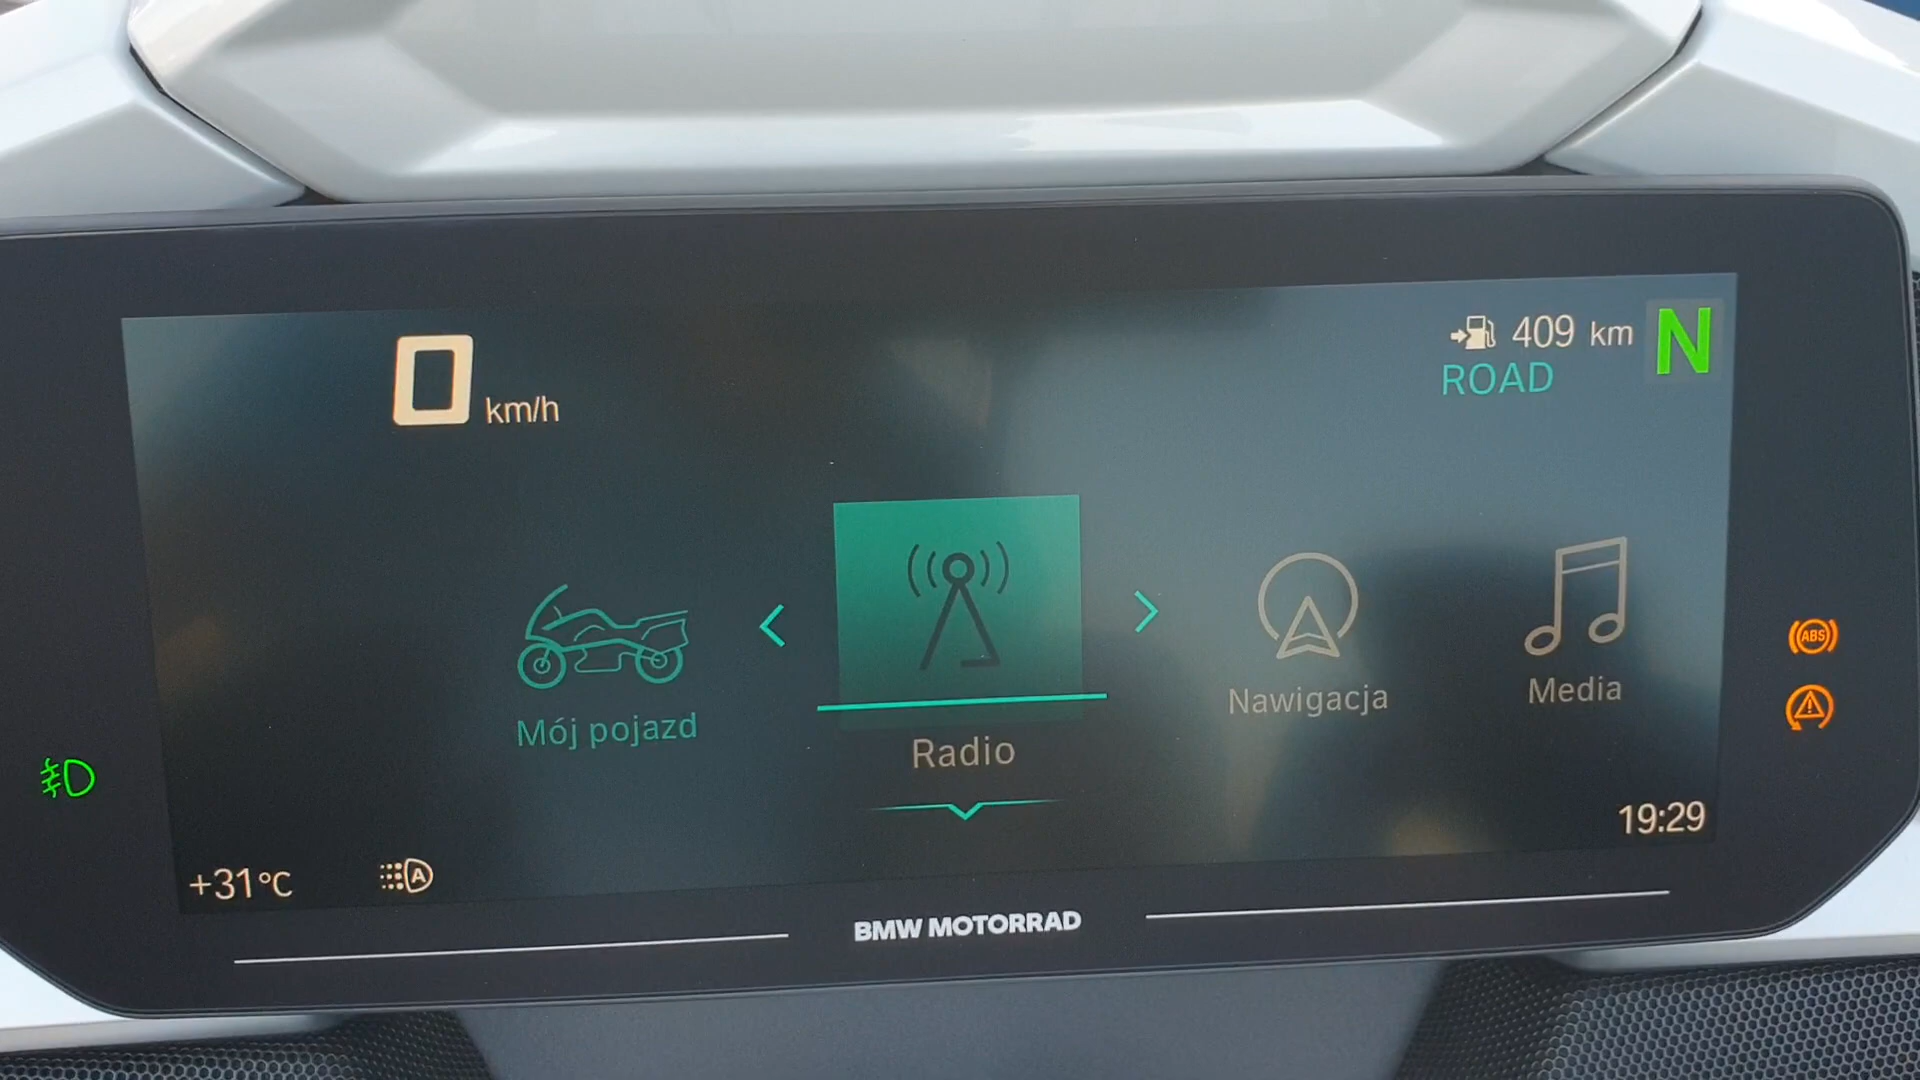 0 km/h
409 km N
ROAD
Mój pojazd
Radio
Nawigacja
Media
ABS
19:29
+31°C
A
BMW MOTORRAD